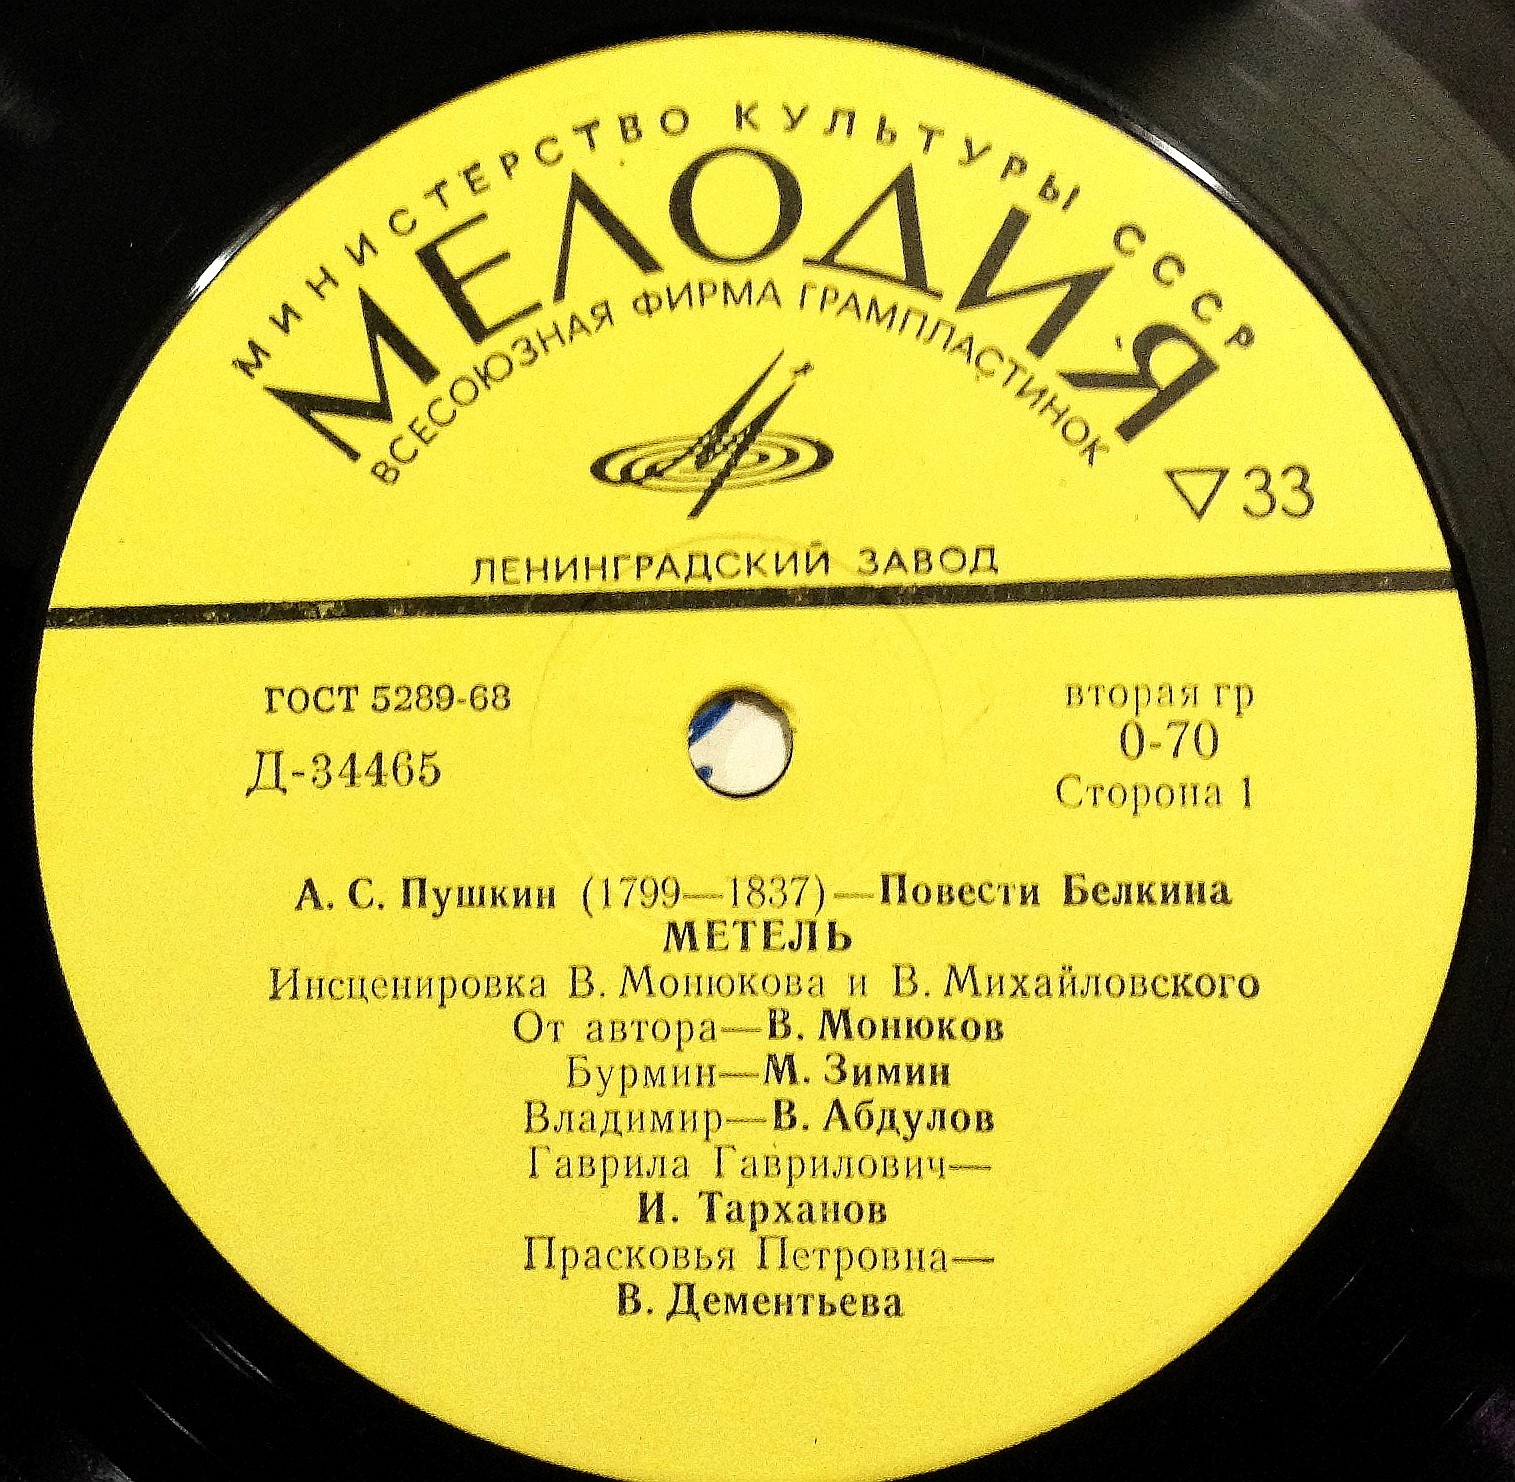 МИНИСТЕРСТВО КУЛЬТУРЫ СССР
МЕЛОДИЯ
ВСЕСОЮЗНАЯ ФИРМА ГРАМПЛАСТИНОК
33
ЛЕНИНГРАДСКИЙ ЗАВОД
ГОСТ 5289-68
Д-34465
вторая гр
0-70
Сторона 1
А. С. Пушкин (1799—1837)—Повести Белкина
МЕТЕЛЬ
Инсценировка В. Монюкова и В. Михайловского
От автора—В. Монюков
Бурмин—М. Зимин
Владимир—В. Абдулов
Гаврила Гаврилович—
И. Тарханов
Прасковья Петровна—
В. Дементьева